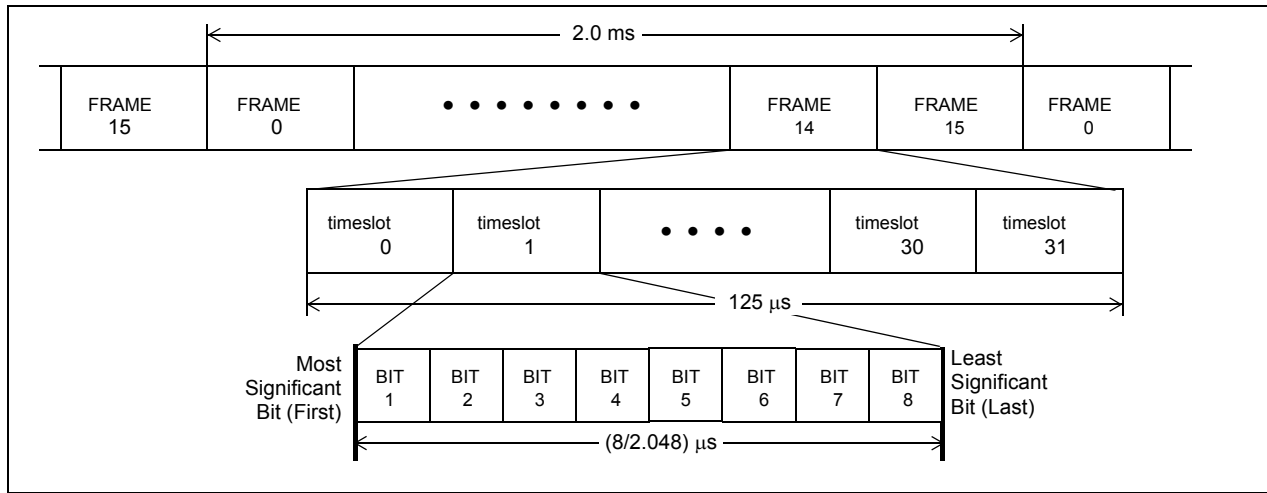 2.0 ms
FRAME 15
FRAME 0
FRAME 14
FRAME 15
FRAME 0
timeslot 0
timeslot 1
timeslot 30
timeslot 31
125 μs
Most
Significant
Bit (First)
BIT 1
BIT 2
BIT 3
BIT 4
BIT 5
BIT 6
BIT 7
BIT 8
Least
Significant
Bit (Last)
(8/2.048) μs